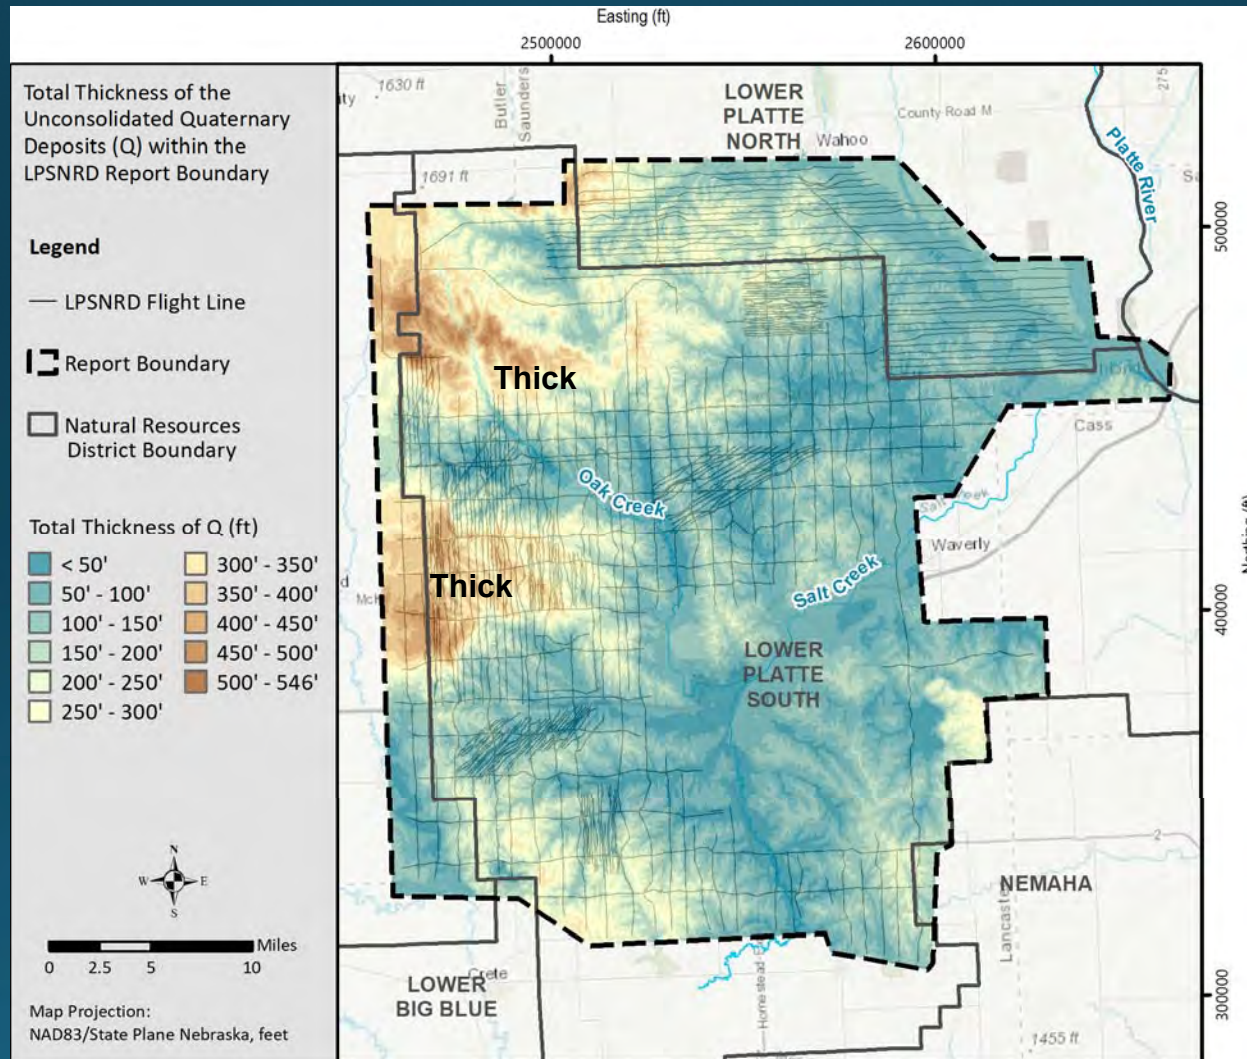 Easting (ft)
2500000
2600000
Total Thickness of the
Unconsolidated Quaternary
Deposits (Q) within the
LPSNRD Report Boundary
Legend
LPSNRD Flight Line
Report Boundary
Natural Resources
District Boundary
Total Thickness of Q (ft)
< 50'
50' - 100'
100' - 150'
150' - 200'
200' - 250'
250' - 300'
300' - 350'
350' - 400'
400' - 450'
450' - 500'
500' - 546'
N
W
E
S
Miles
0 2.5 5 10
Map Projection:
NAD83/State Plane Nebraska, feet
1630 ft
Butler
Saunders
1691 ft
LOWER
PLATTE
NORTH
Wahoo
County Road M
275
Platte River
500000
Thick
Oak Creek
Cass
Salt Creek
Waverly
Thick
Salt Creek
400000
LOWER
PLATTE
SOUTH
2
NEMAHA
Lancaster
Crete
LOWER
BIG BLUE
300000
1455 ft